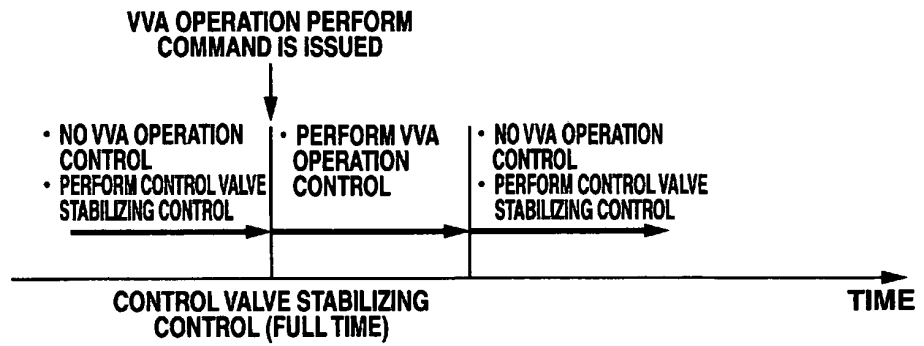 VVA OPERATION PERFORM
COMMAND IS ISSUED
• NO VVA OPERATION
CONTROL
• PERFORM CONTROL VALVE
STABILIZING CONTROL
• PERFORM VVA
OPERATION
CONTROL
• NO VVA OPERATION
CONTROL
• PERFORM CONTROL VALVE
STABILIZING CONTROL
CONTROL VALVE STABILIZING
CONTROL (FULL TIME)
TIME